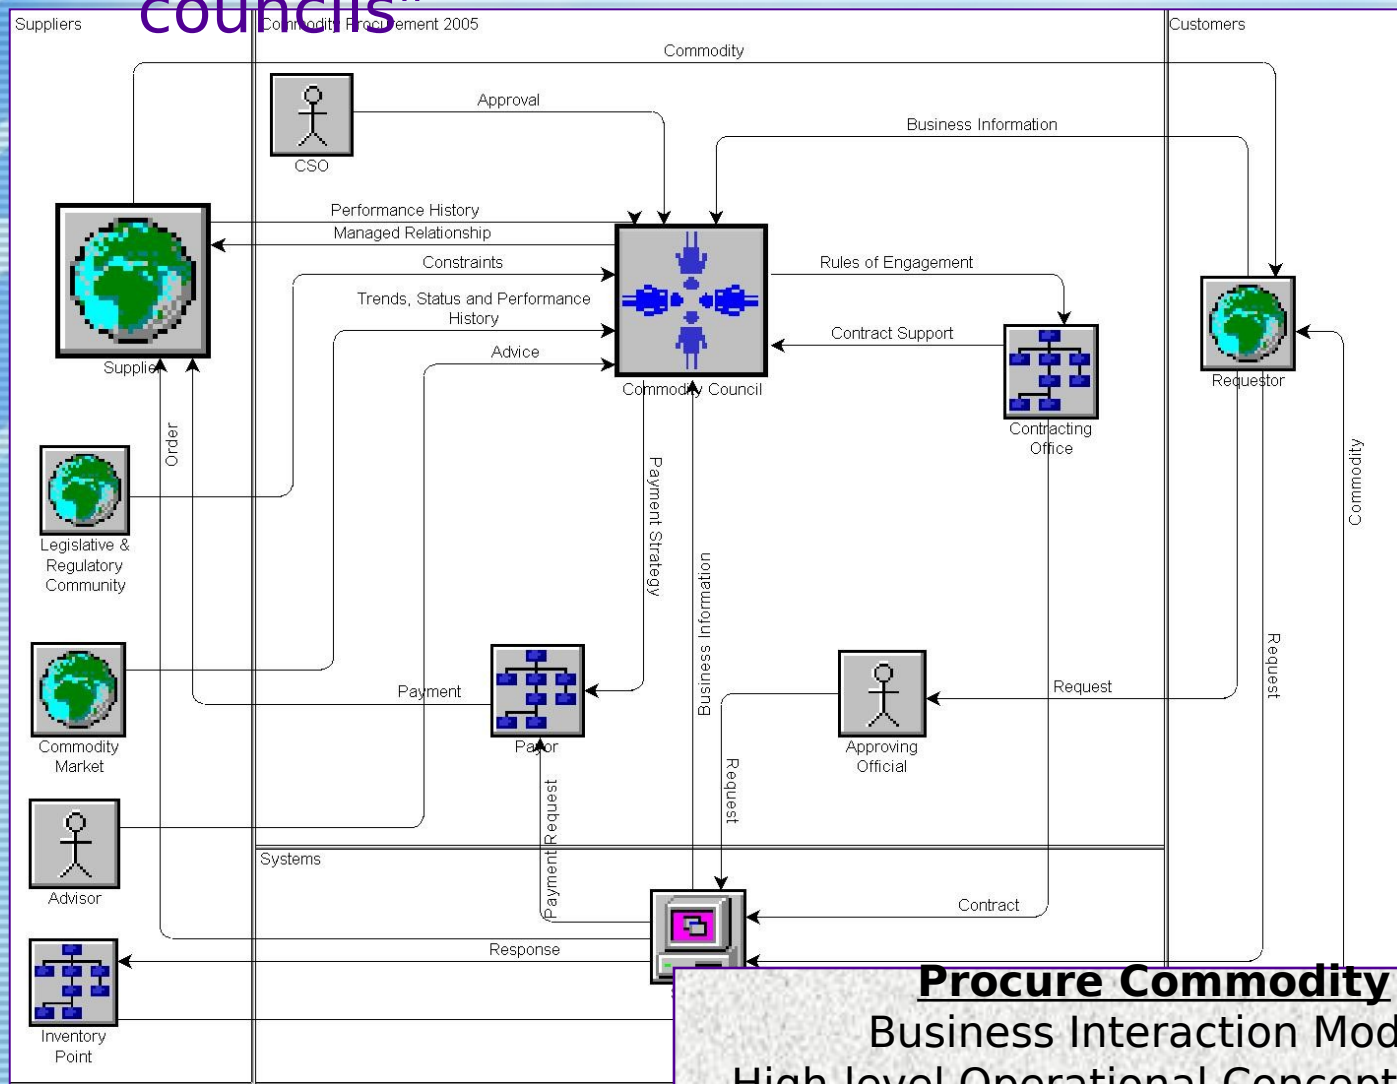 councils"
Suppliers
Commodity Procurement 2005
Customers
Commodity
Approval
Business Information
CSO
Performance History
Managed Relationship
Constraints
Rules of Engagement
Trends, Status and Performance
History
Contract Support
Advice
Supplier
Commodity Council
Requestor
Contracting
Office
Order
Payment Strategy
Commodity
Legislative &
Regulatory
Community
Business Information
Request
Payment
Request
Commodity
Market
Payor
Approving
Official
Request
Payment Request
Systems
Advisor
Contract
Response
Inventory
Point
Procure Commodity
Business Interaction Mod
High-level Operational Concept